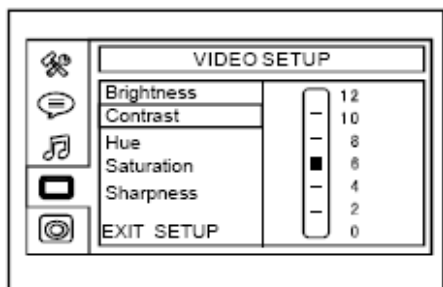 VIDEO SETUP
Brightness
Contrast
Hue
Saturation
Sharpness
EXIT SETUP
12
10
8
6
4
2
0